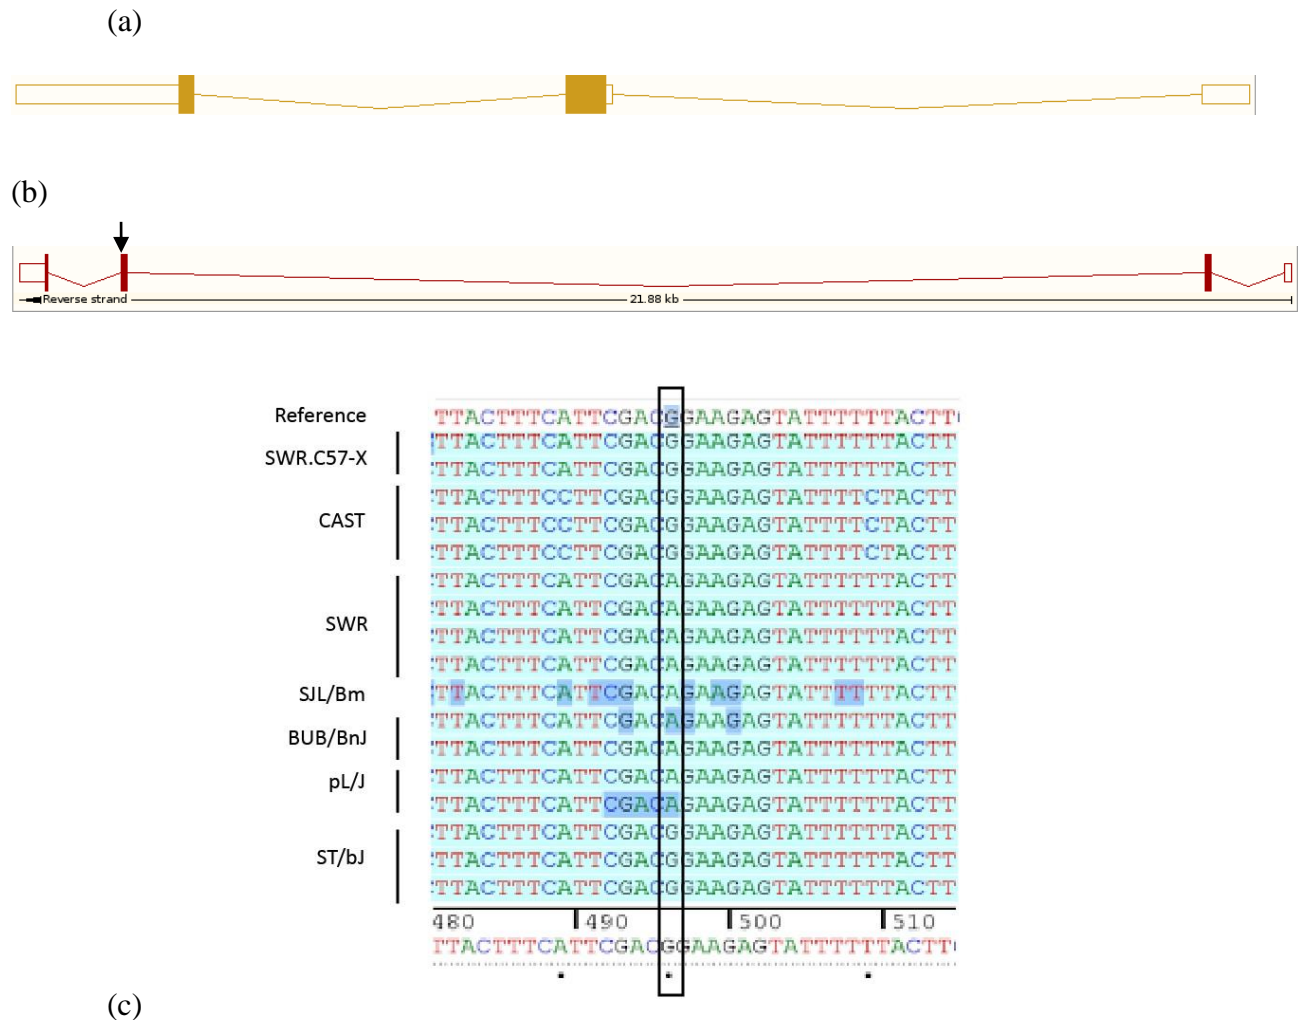 (a)
(b)
Reverse strand
21.88 kb
Reference TTACTTTCATTCGACGGAAGAGTATTTTTTACTT
SWR.C57-X
TTACTTTCATTCGACGGAAGAGTATTTTTTACTT
TTACTTTCATTCGACGGAAGAGTATTTTTTACTT
CAST
TTACTTTCCTTCGACGGAAGAGTATTTTCTACTT
TTACTTTCCTTCGACGGAAGAGTATTTTCTACTT
TTACTTTCCTTCGACGGAAGAGTATTTTCTACTT
SWR
TTACTTTCATTCGACAGAAGAGTATTTTTTACTT
TTACTTTCATTCGACAGAAGAGTATTTTTTACTT
TTACTTTCATTCGACAGAAGAGTATTTTTTACTT
TTACTTTCATTCGACAGAAGAGTATTTTTTACTT
SJL/Bm TTACTTTCATTCGACAGAAGAGTATTTTTTACTT
BUB/BnJ
TTACTTTCATTCGACAGAAGAGTATTTTTTACTT
TTACTTTCATTCGACAGAAGAGTATTTTTTACTT
pL/J
TTACTTTCATTCGACAGAAGAGTATTTTTTACTT
TTACTTTCATTCGACAGAAGAGTATTTTTTACTT
ST/bJ
TTACTTTCATTCGACGGAAGAGTATTTTTTACTT
TTACTTTCATTCGACGGAAGAGTATTTTTTACTT
TTACTTTCATTCGACGGAAGAGTATTTTTTACTT
480 490 500 510
TTACTTTCATTCGACGGAAGAGTATTTTTTACTT
(c)